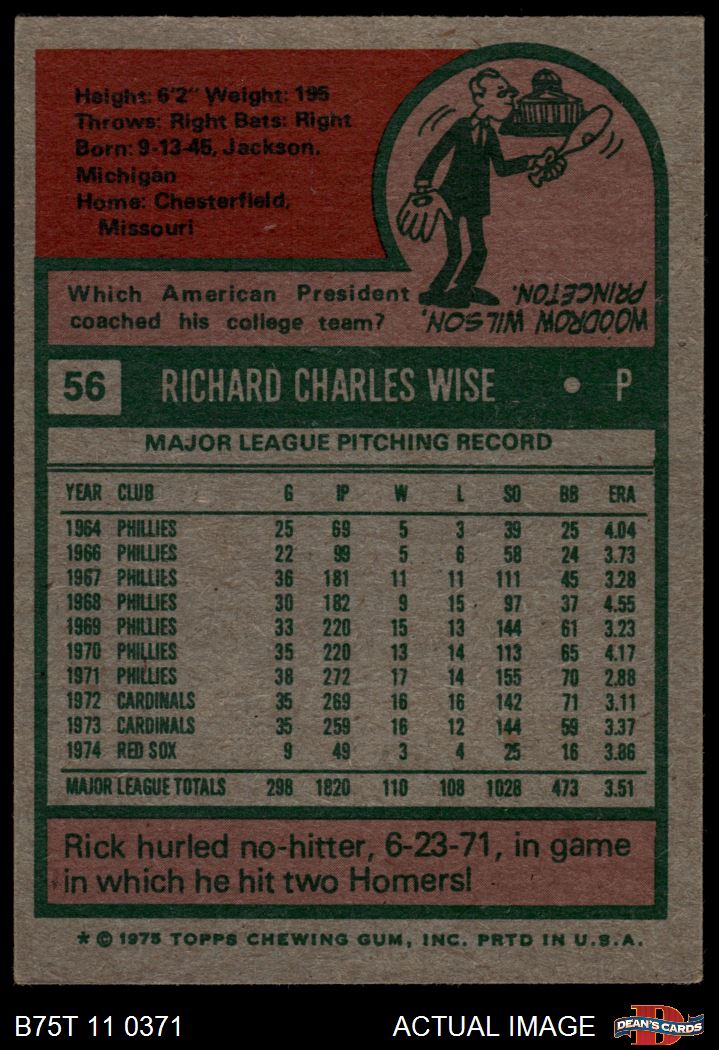 Height: 6'2" Weight: 195
Throws: Right Bats: Right
Born: 9-13-45, Jackson,
Michigan
Home: Chesterfield,
Missouri
Which American President
coached his college team?
WOODROW WILSON,
PRINCETON.
56 RICHARD CHARLES WISE • P
MAJOR LEAGUE PITCHING RECORD
YEAR CLUB G IP W L SO BB ERA
1964 PHILLIES 25 69 5 3 39 25 4.04
1966 PHILLIES 22 99 5 6 58 24 3.73
1967 PHILLIES 36 181 11 11 111 45 3.28
1968 PHILLIES 30 182 9 15 97 37 4.55
1969 PHILLIES 33 220 15 13 144 61 3.23
1970 PHILLIES 35 220 13 14 113 65 4.17
1971 PHILLIES 38 272 17 14 155 70 2.88
1972 CARDINALS 35 269 16 16 142 71 3.11
1973 CARDINALS 35 259 16 12 144 59 3.37
1974 RED SOX 9 49 3 4 25 16 3.86
MAJOR LEAGUE TOTALS 298 1820 110 108 1028 473 3.51
Rick hurled no-hitter, 6-23-71, in game
in which he hit two Homers!
* © 1975 TOPPS CHEWING GUM, INC. PRTD IN U.S.A.
B75T 11 0371 ACTUAL IMAGE D DEAN'S CARDS